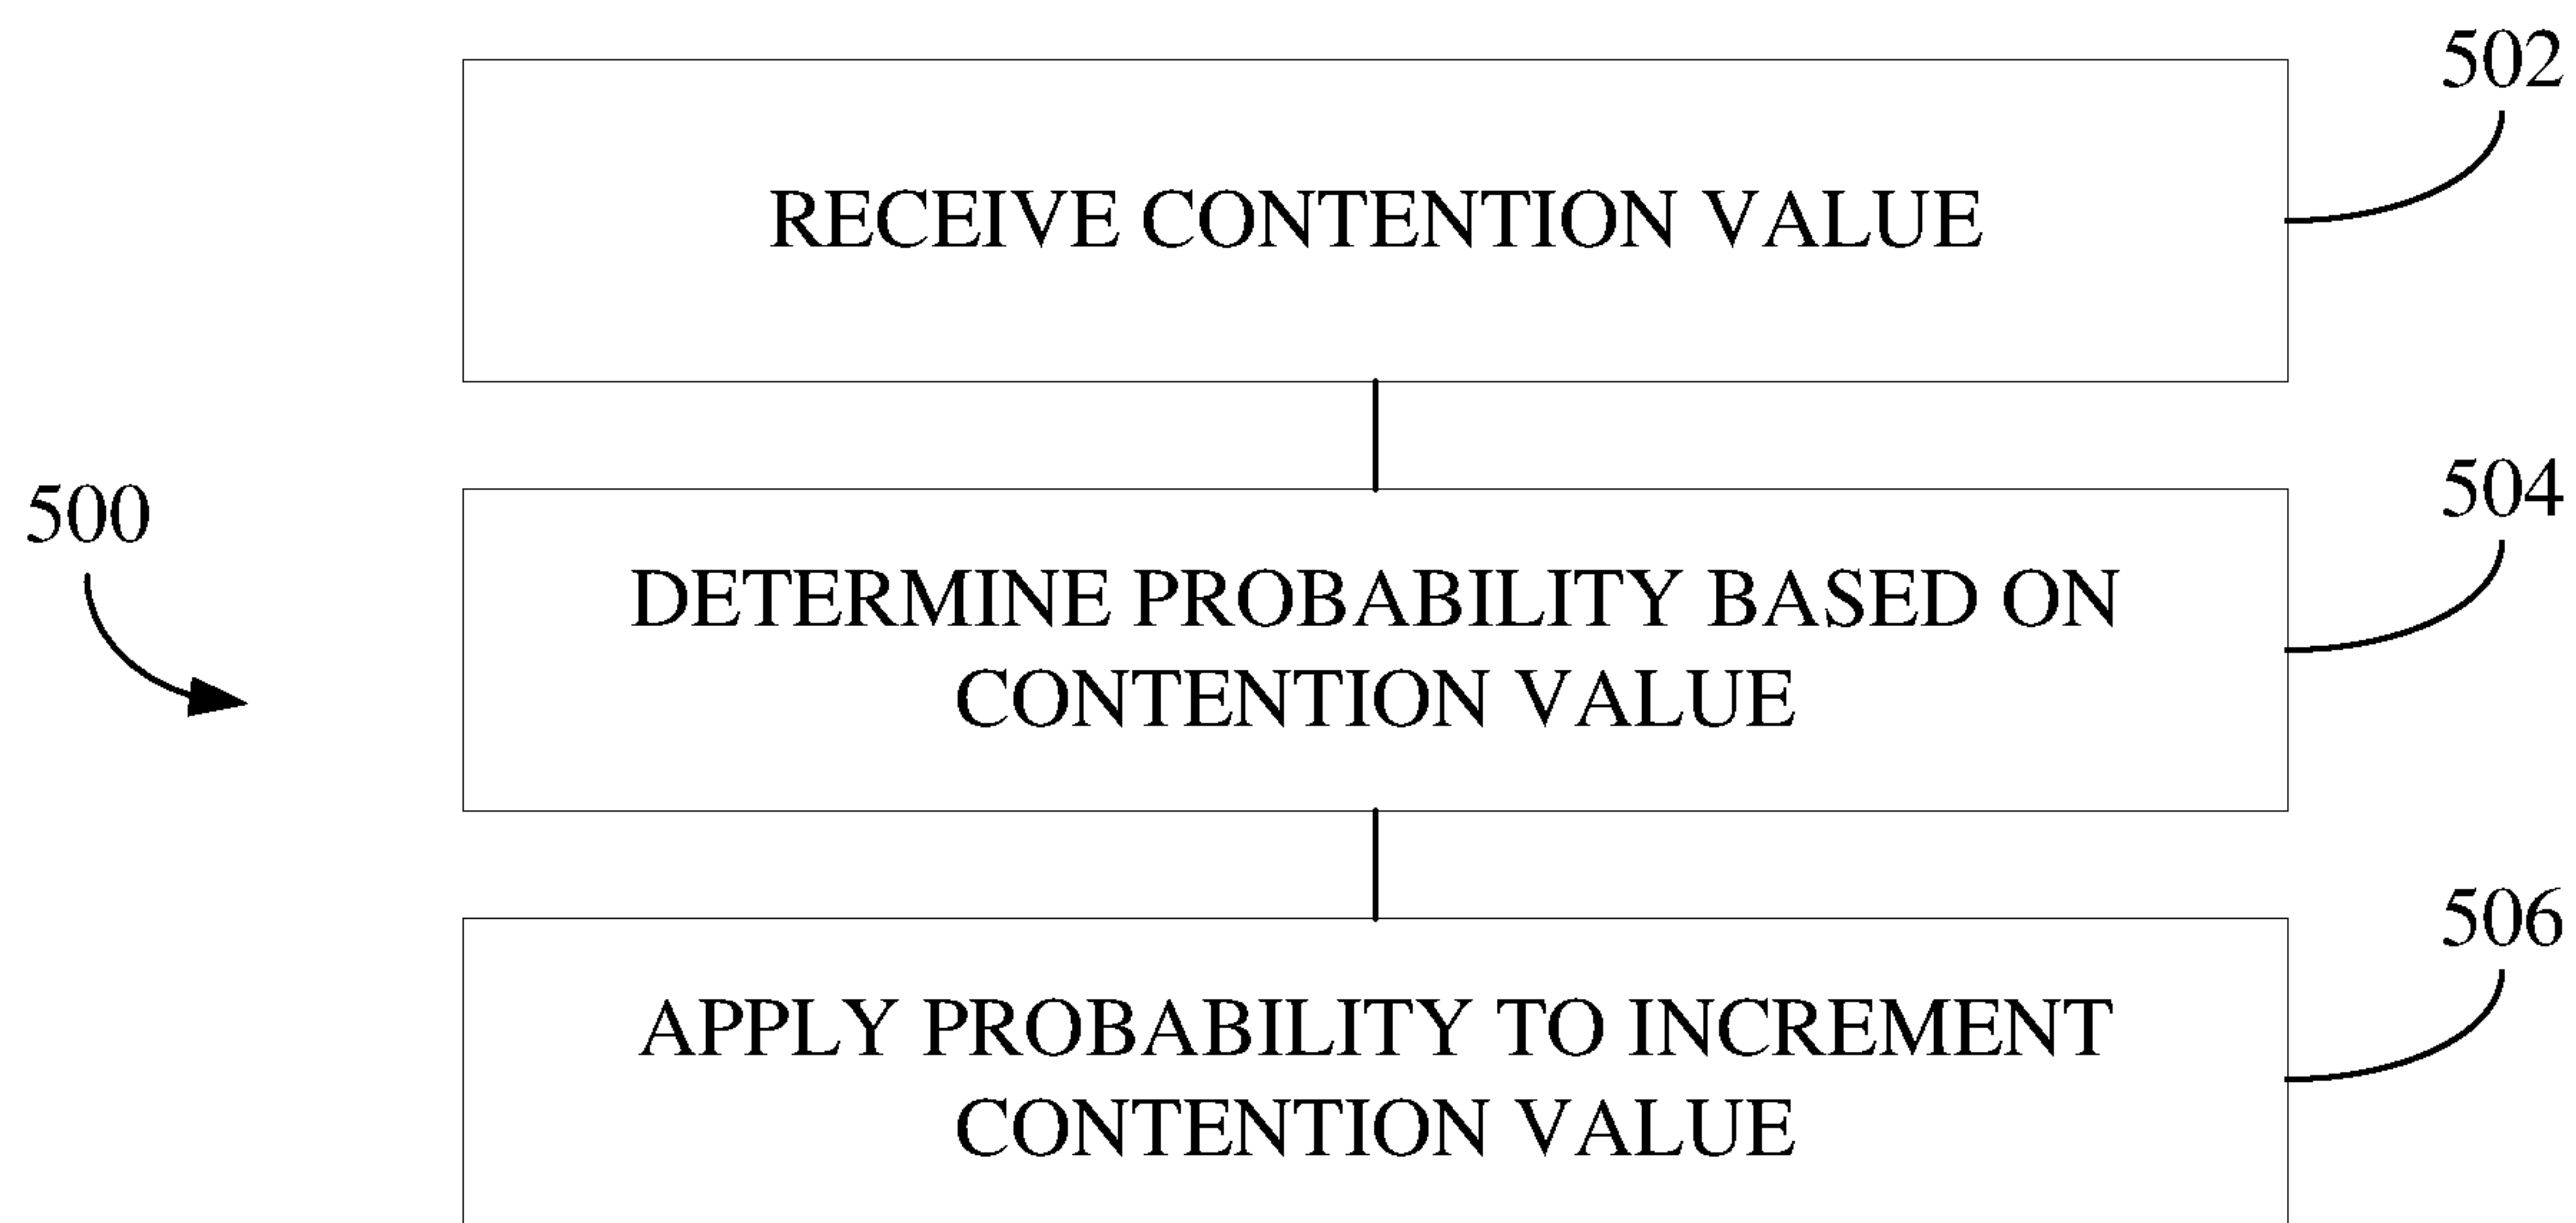 502
RECEIVE CONTENTION VALUE
504
500
DETERMINE PROBABILITY BASED ON
CONTENTION VALUE
506
APPLY PROBABILITY TO INCREMENT
CONTENTION VALUE